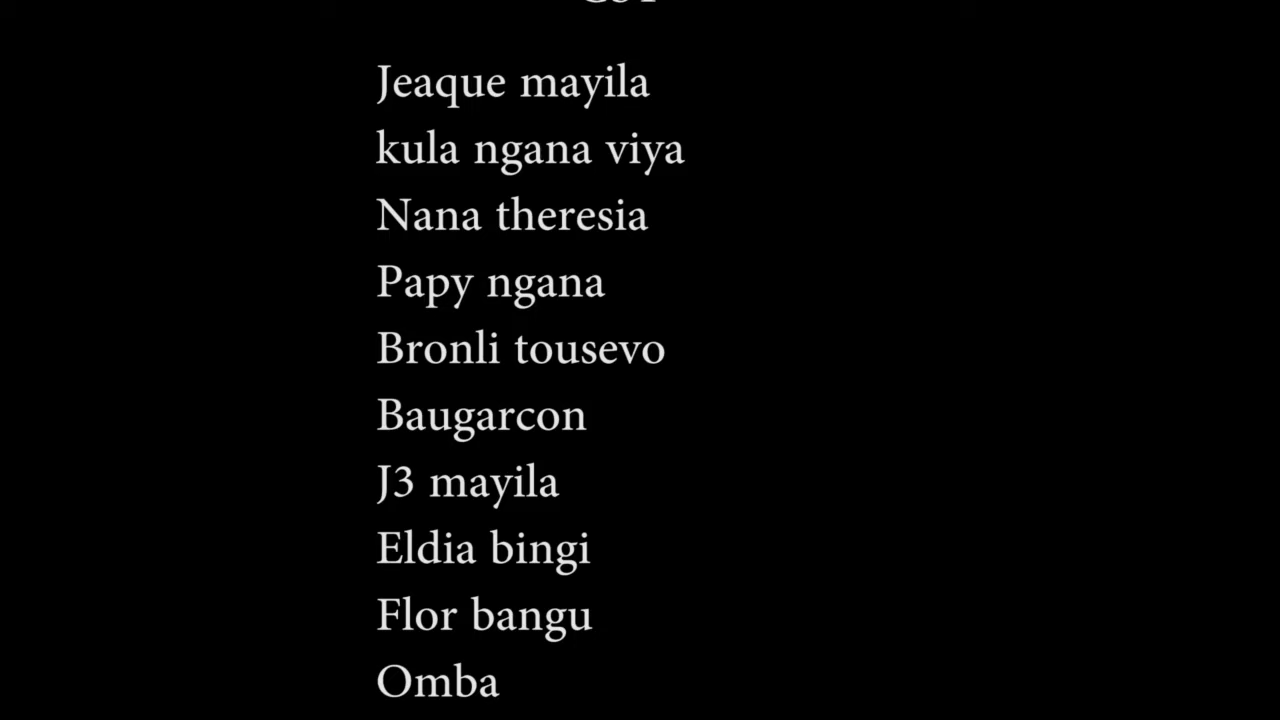 Jeaque mayila
kula ngana viya
Nana theresia
Papy ngana
Bronli tousevo
Baugarcon
J3 mayila
Eldia bingi
Flor bangu
Omba